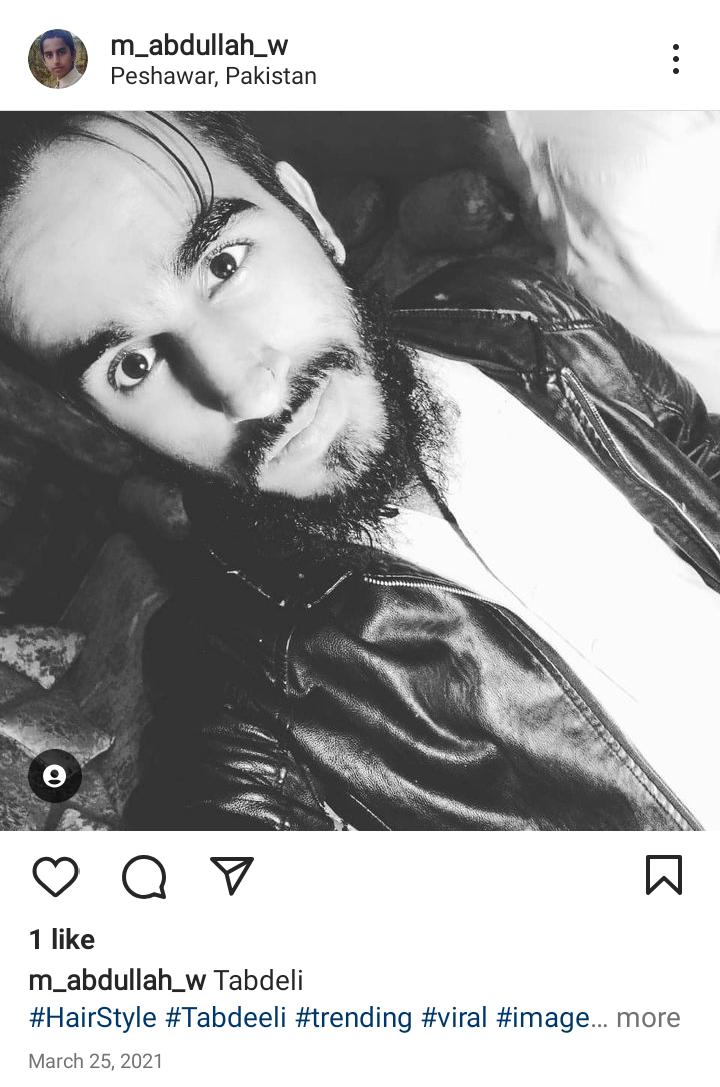 m_abdullah_w
Peshawar, Pakistan
1 like
m_abdullah_w Tabdeli
#HairStyle #Tabdeeli #trending #viral #image... more
March 25, 2021